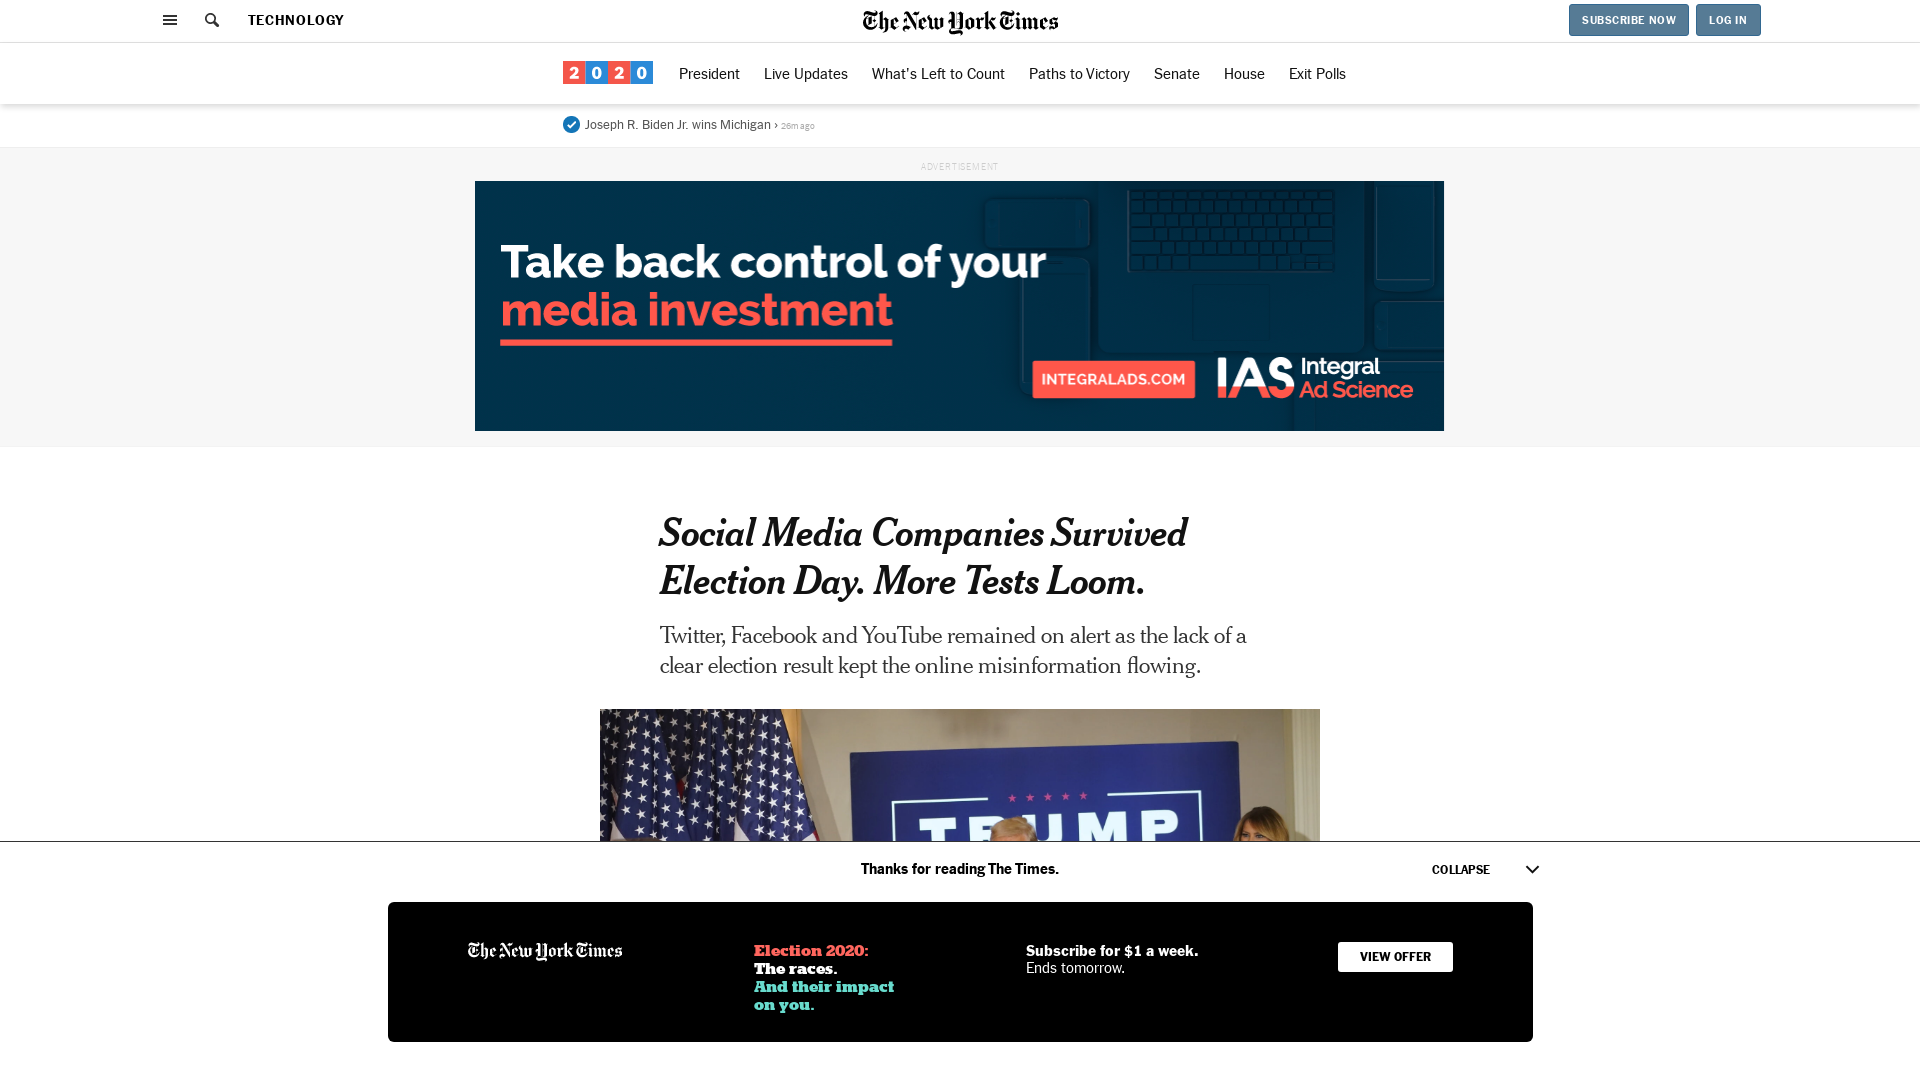 TECHNOLOGY
The New York Times
SUBSCRIBE NOW
LOG IN
2020
President
Live Updates
What's Left to Count
Paths to Victory
Senate
House
Exit Polls
Joseph R. Biden Jr. wins Michigan › 26m ago
ADVERTISEMENT
Take back control of your
media investment
INTEGRALADS.COM
IAS Integral
Ad Science
Social Media Companies Survived
Election Day. More Tests Loom.
Twitter, Facebook and YouTube remained on alert as the lack of a
clear election result kept the online misinformation flowing.
TRUMP
Thanks for reading The Times.
COLLAPSE
The New York Times
Election 2020:
The races.
And their impact
on you.
Subscribe for $1 a week.
Ends tomorrow.
VIEW OFFER